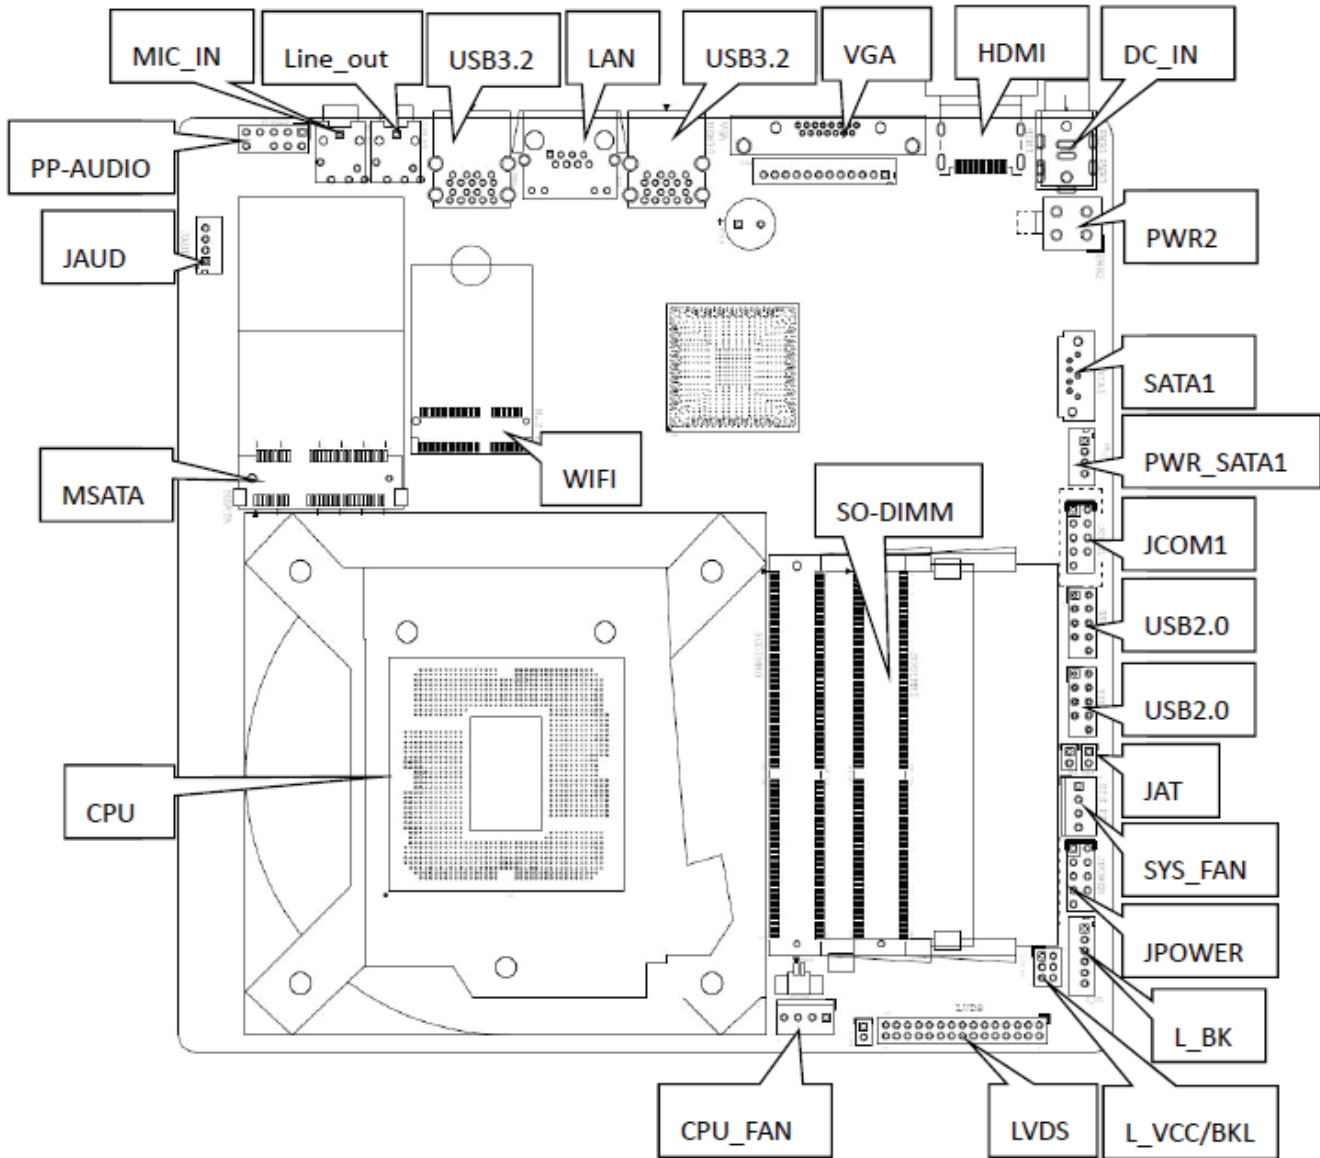 MIC_IN
Line_out
USB3.2
LAN
USB3.2
VGA
HDMI
DC_IN
PP-AUDIO
JAUD
PWR2
SATA1
PWR_SATA1
MSATA
WIFI
SO-DIMM
JCOM1
USB2.0
USB2.0
JAT
CPU
SYS_FAN
JPOWER
L_BK
CPU_FAN
LVDS
L_VCC/BKL